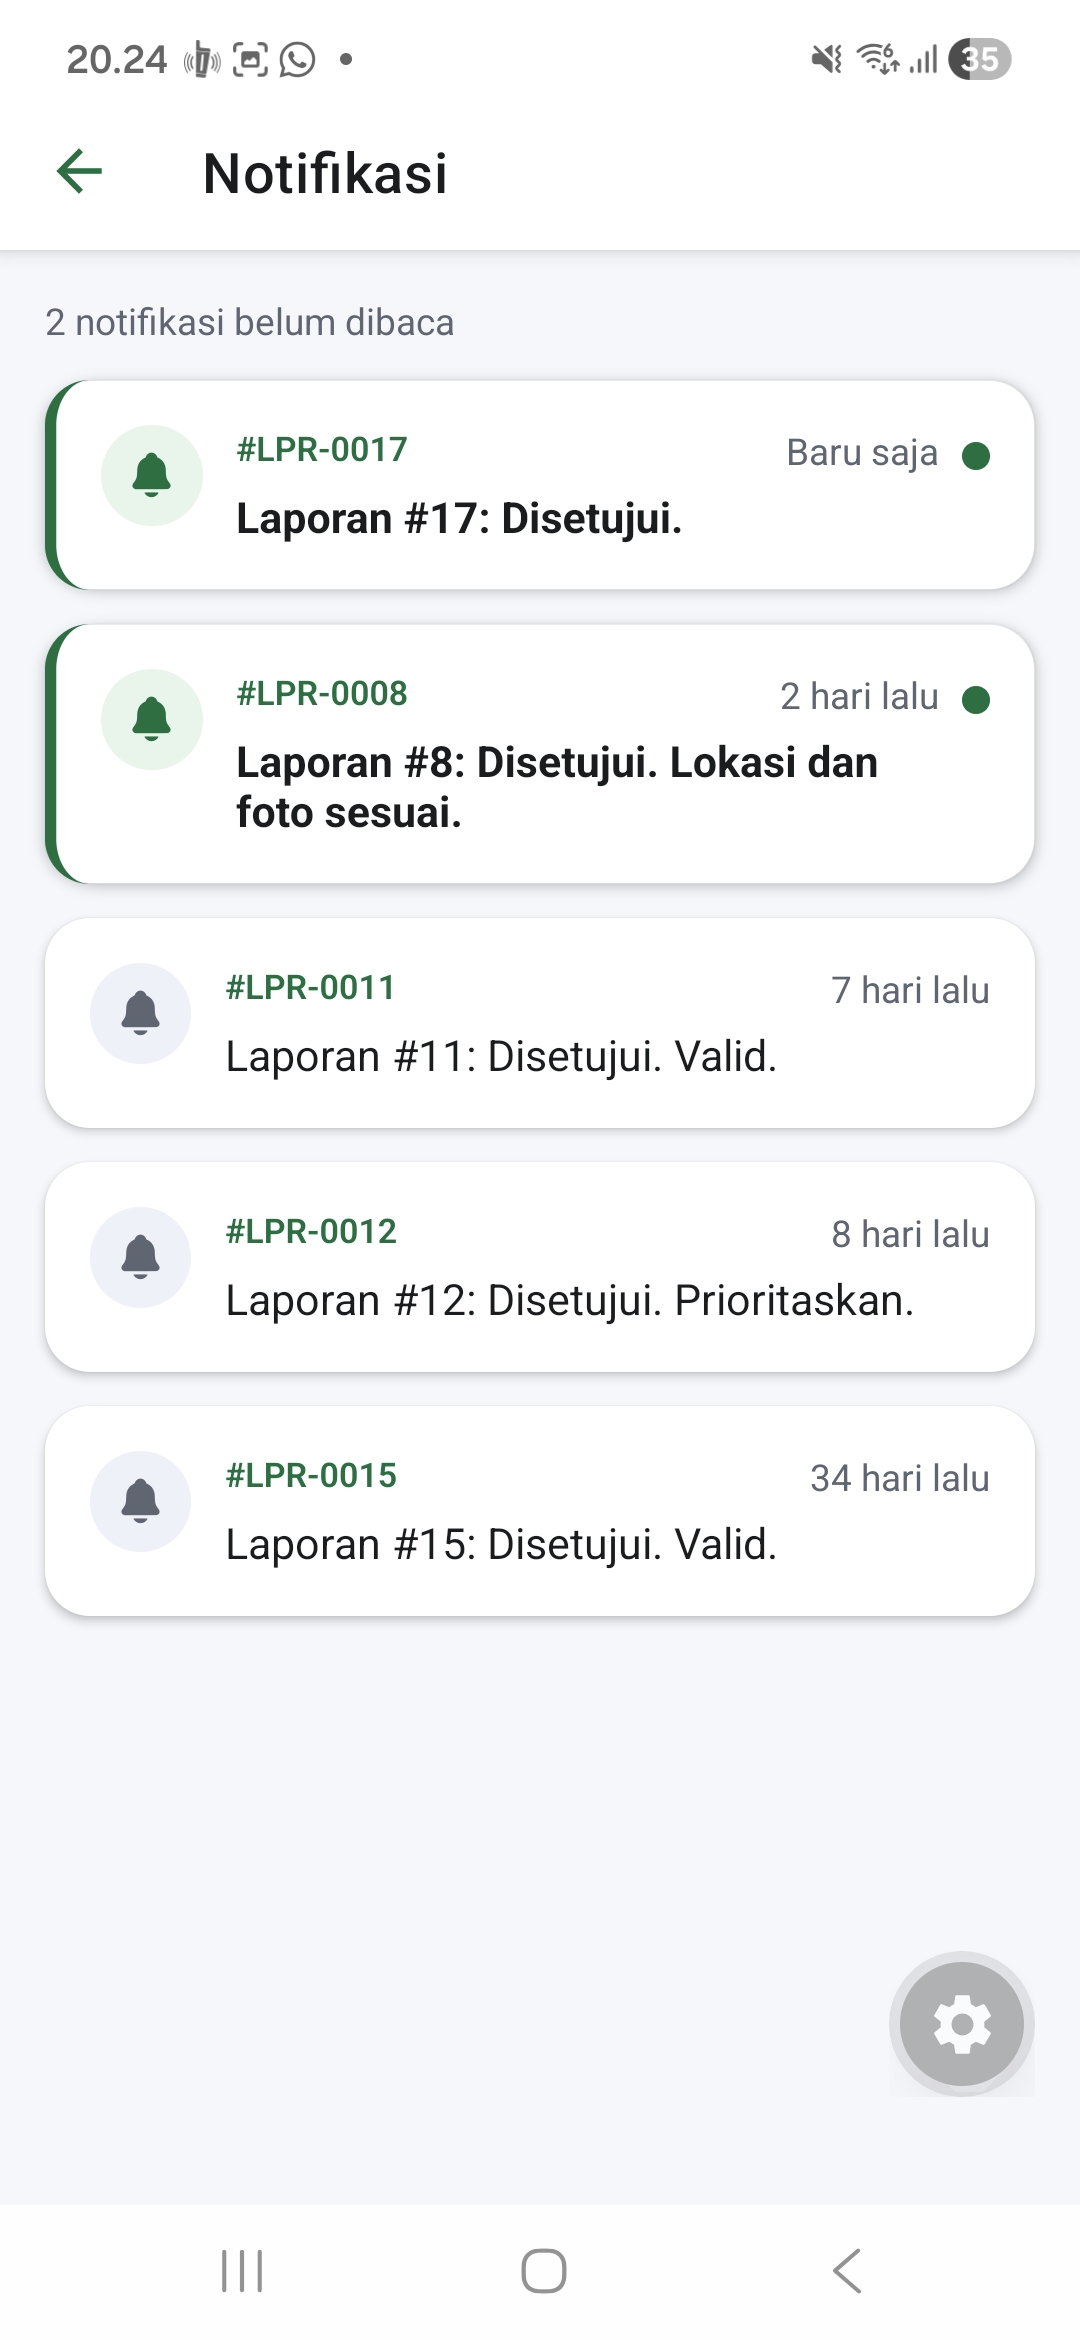 20.24
6
35
Notifikasi
2 notifikasi belum dibaca
#LPR-0017
Baru saja
Laporan #17: Disetujui.
#LPR-0008
2 hari lalu
Laporan #8: Disetujui. Lokasi dan
foto sesuai.
#LPR-0011
7 hari lalu
Laporan #11: Disetujui. Valid.
#LPR-0012
8 hari lalu
Laporan #12: Disetujui. Prioritaskan.
#LPR-0015
34 hari lalu
Laporan #15: Disetujui. Valid.